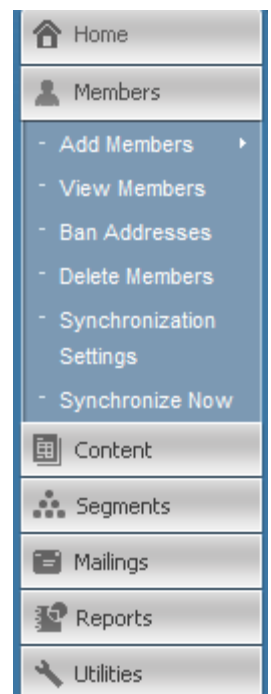 Home
Members
- Add Members
- View Members
- Ban Addresses
- Delete Members
- Synchronization
Settings
- Synchronize Now
Content
Segments
Mailings
Reports
Utilities